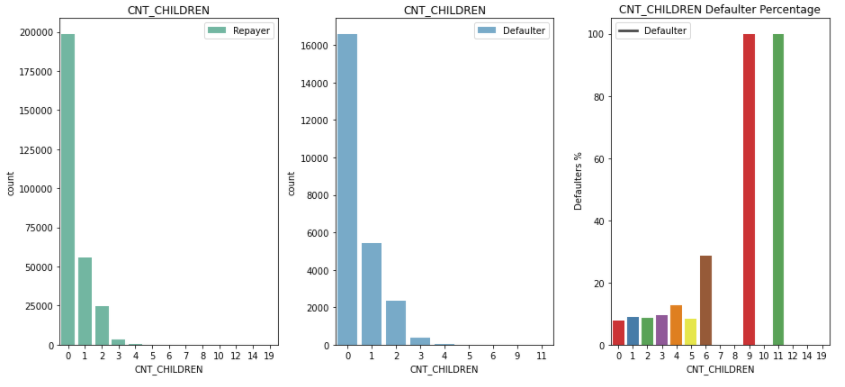 CNT_CHILDREN
Repayer
200000
175000
150000
125000
100000
75000
50000
25000
0
count
0 1 2 3 4 5 6 7 8 10 12 14 19
CNT_CHILDREN
CNT_CHILDREN
Defaulter
16000
14000
12000
10000
8000
6000
4000
2000
0
count
0 1 2 3 4 5 6 9 11
CNT_CHILDREN
CNT_CHILDREN Defaulter Percentage
Defaulter
100
80
60
40
20
0
Defaulters %
0 1 2 3 4 5 6 7 8 9 10 11 12 14 19
CNT_CHILDREN